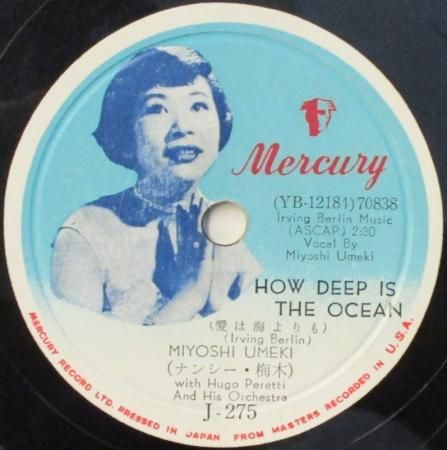 Mercury
(YB-12184)70838
Irving Berlin Music
(ASCAP) 2:30
Vocal By
Miyoshi Umeki
HOW DEEP IS
THE OCEAN
(愛は海よりも)
(Irving Berlin)
MIYOSHI UMEKI
(ナンシー・梅木)
with Hugo Peretti
And His Orchestra
J-275
MERCURY RECORD LTD. PRESSED IN JAPAN FROM MASTERS RECORDED IN U.S.A.